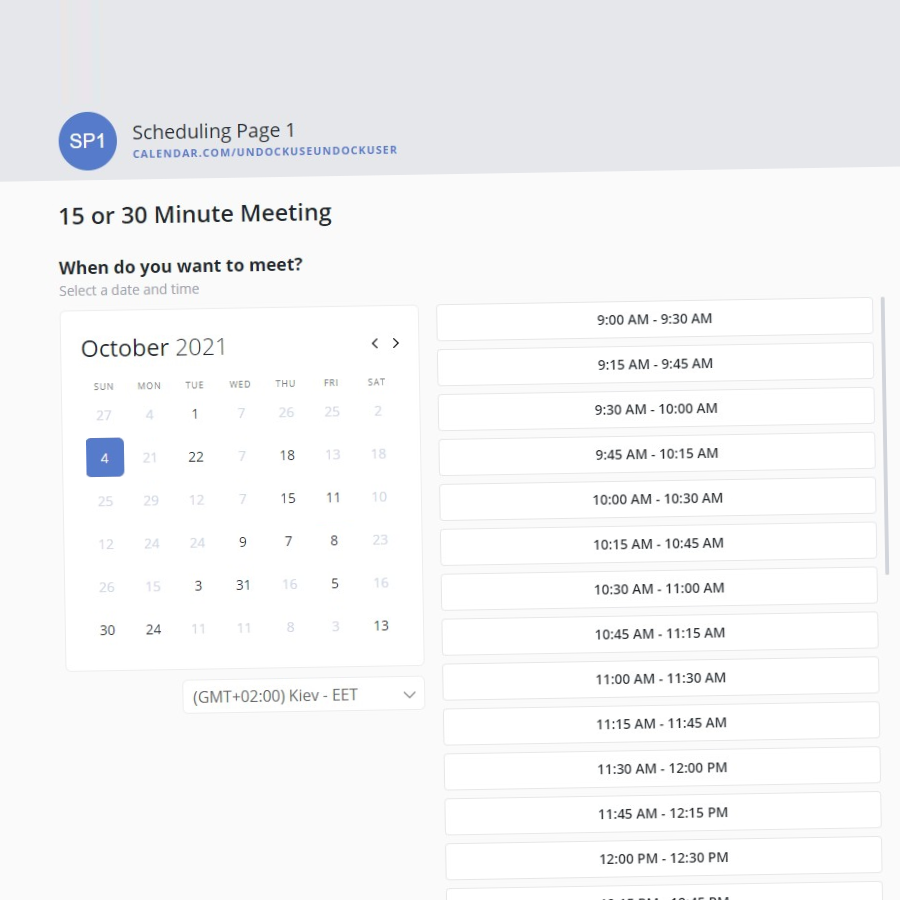 SP1
Scheduling Page 1
CALENDAR.COM/UNDOCKUSEUNDOCKUSER
15 or 30 Minute Meeting
When do you want to meet?
Select a date and time
October 2021
SUN MON TUE WED THU FRI SAT
27 4 1 7 26 25 2
4 21 22 7 18 13 18
25 29 12 7 15 11 10
12 24 24 9 7 8 23
26 15 3 31 16 5 16
30 24 11 11 8 3 13
(GMT+02:00) Kiev - EET
9:00 AM - 9:30 AM
9:15 AM - 9:45 AM
9:30 AM - 10:00 AM
9:45 AM - 10:15 AM
10:00 AM - 10:30 AM
10:15 AM - 10:45 AM
10:30 AM - 11:00 AM
10:45 AM - 11:15 AM
11:00 AM - 11:30 AM
11:15 AM - 11:45 AM
11:30 AM - 12:00 PM
11:45 AM - 12:15 PM
12:00 PM - 12:30 PM